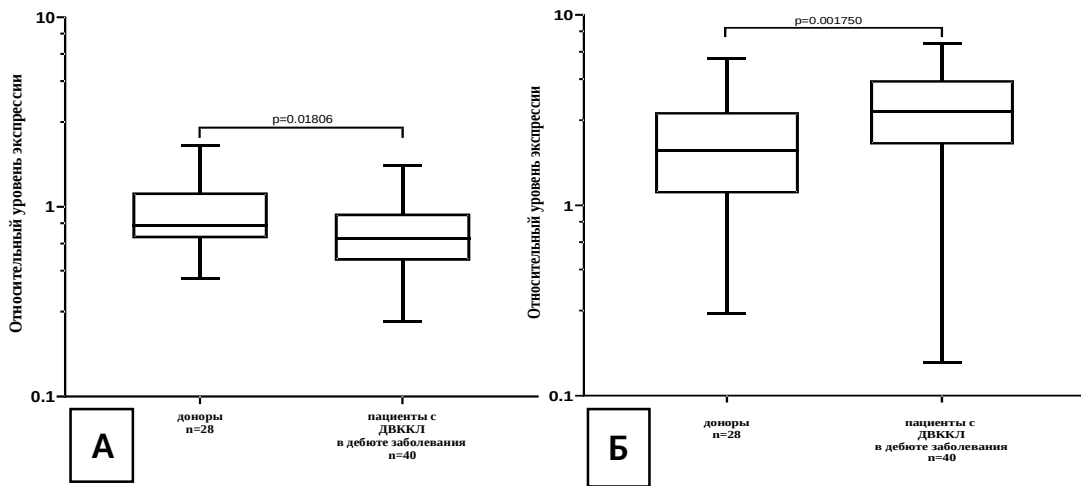 10
1
0.1
Относительный уровень экспрессии
p=0.01806
доноры
n=28
пациенты с
ДВККЛ
в дебюте заболевания
n=40
А
10
1
0.1
Относительный уровень экспрессии
p=0.001750
доноры
n=28
пациенты с
ДВККЛ
в дебюте заболевания
n=40
Б